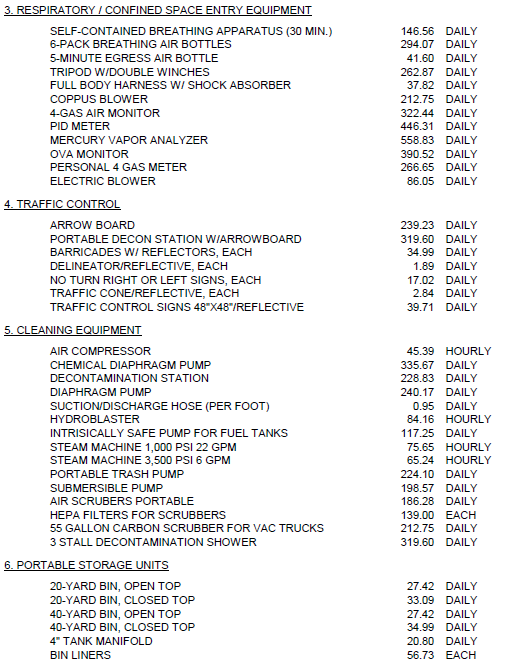 3. RESPIRATORY / CONFINED SPACE ENTRY EQUIPMENT
SELF-CONTAINED BREATHING APPARATUS (30 MIN.) 146.56 DAILY
6-PACK BREATHING AIR BOTTLES 294.07 DAILY
5-MINUTE EGRESS AIR BOTTLE 41.60 DAILY
TRIPOD W/DOUBLE WINCHES 262.87 DAILY
FULL BODY HARNESS W/ SHOCK ABSORBER 37.82 DAILY
COPPUS BLOWER 212.75 DAILY
4-GAS AIR MONITOR 322.44 DAILY
PID METER 446.31 DAILY
MERCURY VAPOR ANALYZER 558.83 DAILY
OVA MONITOR 390.52 DAILY
PERSONAL 4 GAS METER 266.65 DAILY
ELECTRIC BLOWER 86.05 DAILY
4. TRAFFIC CONTROL
ARROW BOARD 239.23 DAILY
PORTABLE DECON STATION W/ARROWBOARD 319.60 DAILY
BARRICADES W/ REFLECTORS, EACH 34.99 DAILY
DELINEATOR/REFLECTIVE, EACH 1.89 DAILY
NO TURN RIGHT OR LEFT SIGNS, EACH 17.02 DAILY
TRAFFIC CONE/REFLECTIVE, EACH 2.84 DAILY
TRAFFIC CONTROL SIGNS 48"X48"/REFLECTIVE 39.71 DAILY
5. CLEANING EQUIPMENT
AIR COMPRESSOR 45.39 HOURLY
CHEMICAL DIAPHRAGM PUMP 335.67 DAILY
DECONTAMINATION STATION 228.83 DAILY
DIAPHRAGM PUMP 240.17 DAILY
SUCTION/DISCHARGE HOSE (PER FOOT) 0.95 DAILY
HYDROBLASTER 84.16 HOURLY
INTRISICALLY SAFE PUMP FOR FUEL TANKS 117.25 DAILY
STEAM MACHINE 1,000 PSI 22 GPM 75.65 HOURLY
STEAM MACHINE 3,500 PSI 6 GPM 65.24 HOURLY
PORTABLE TRASH PUMP 224.10 DAILY
SUBMERSIBLE PUMP 198.57 DAILY
AIR SCRUBERS PORTABLE 186.28 DAILY
HEPA FILTERS FOR SCRUBBERS 139.00 EACH
55 GALLON CARBON SCRUBBER FOR VAC TRUCKS 212.75 DAILY
3 STALL DECONTAMINATION SHOWER 319.60 DAILY
6. PORTABLE STORAGE UNITS
20-YARD BIN, OPEN TOP 27.42 DAILY
20-YARD BIN, CLOSED TOP 33.09 DAILY
40-YARD BIN, OPEN TOP 27.42 DAILY
40-YARD BIN, CLOSED TOP 34.99 DAILY
4" TANK MANIFOLD 20.80 DAILY
BIN LINERS 56.73 EACH